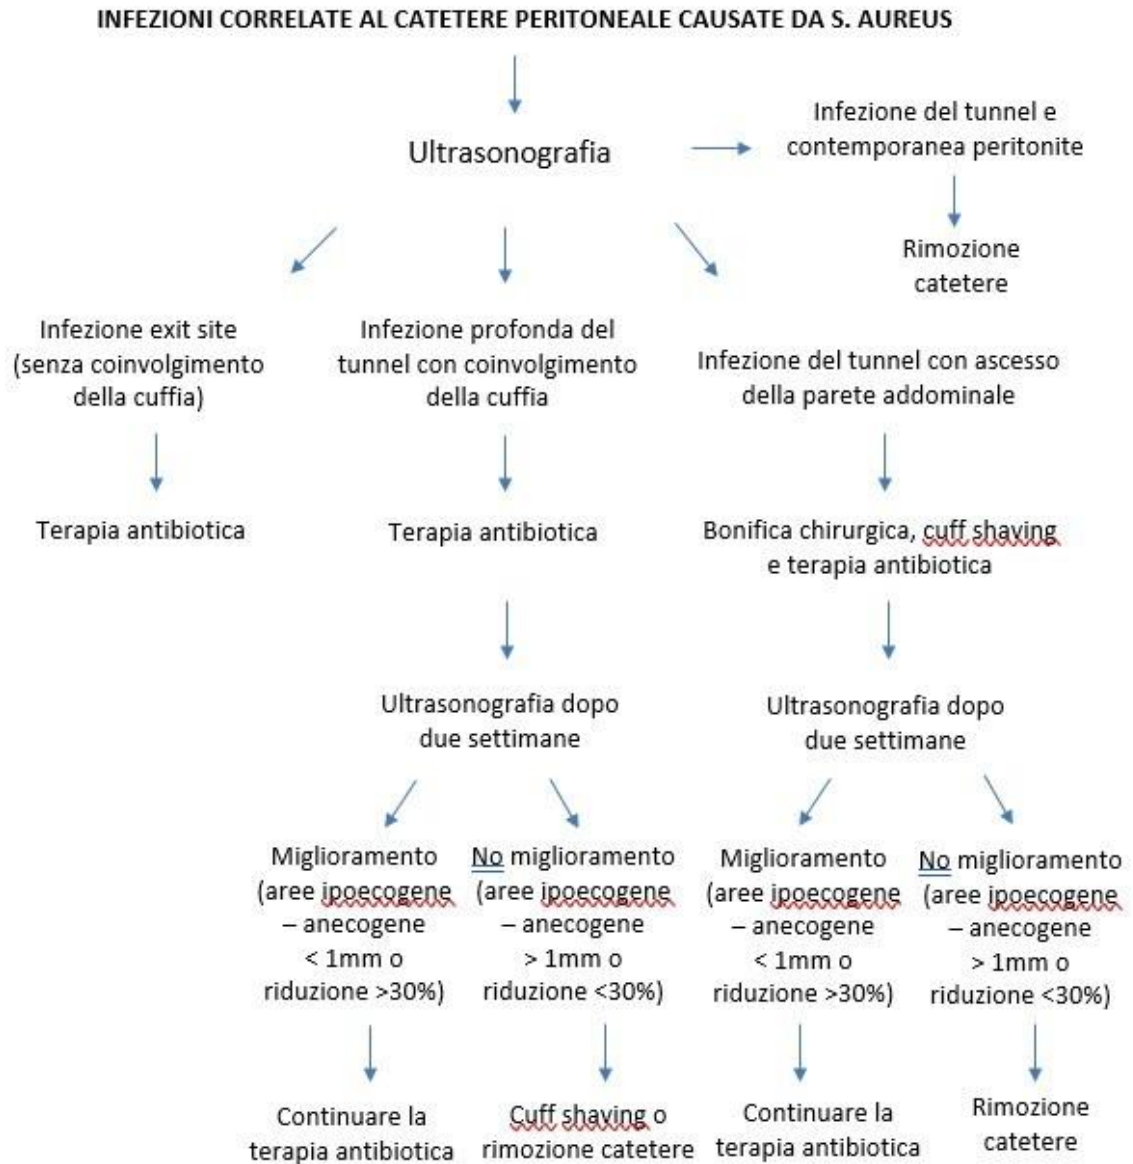 INFEZIONI CORRELATE AL CATETERE PERITONEALE CAUSATE DA S. AUREUS
Ultrasonografia
Infezione del tunnel e
contemporanea peritonite
Rimozione
catetere
Infezione exit site
(senza coinvolgimento
della cuffia)
Infezione profonda del
tunnel con coinvolgimento
della cuffia
Infezione del tunnel con ascesso
della parete addominale
Terapia antibiotica
Terapia antibiotica
Bonifica chirurgica, cuff shaving
e terapia antibiotica
Ultrasonografia dopo
due settimane
Ultrasonografia dopo
due settimane
Miglioramento
(aree ipoecogene
– anecogene
< 1mm o
riduzione >30%)
No miglioramento
(aree ipoecogene
– anecogene
> 1mm o
riduzione <30%)
Miglioramento
(aree ipoecogene
– anecogene
< 1mm o
riduzione >30%)
No miglioramento
(aree ipoecogene
– anecogene
> 1mm o
riduzione <30%)
Continuare la
terapia antibiotica
Cuff shaving o
rimozione catetere
Continuare la
terapia antibiotica
Rimozione
catetere